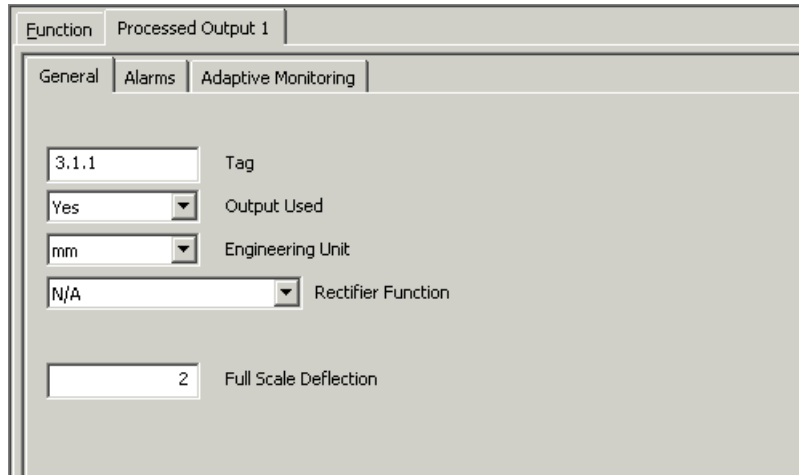 Function Processed Output 1
General Alarms Adaptive Monitoring
3.1.1 Tag
Yes Output Used
mm Engineering Unit
N/A Rectifier Function
2 Full Scale Deflection